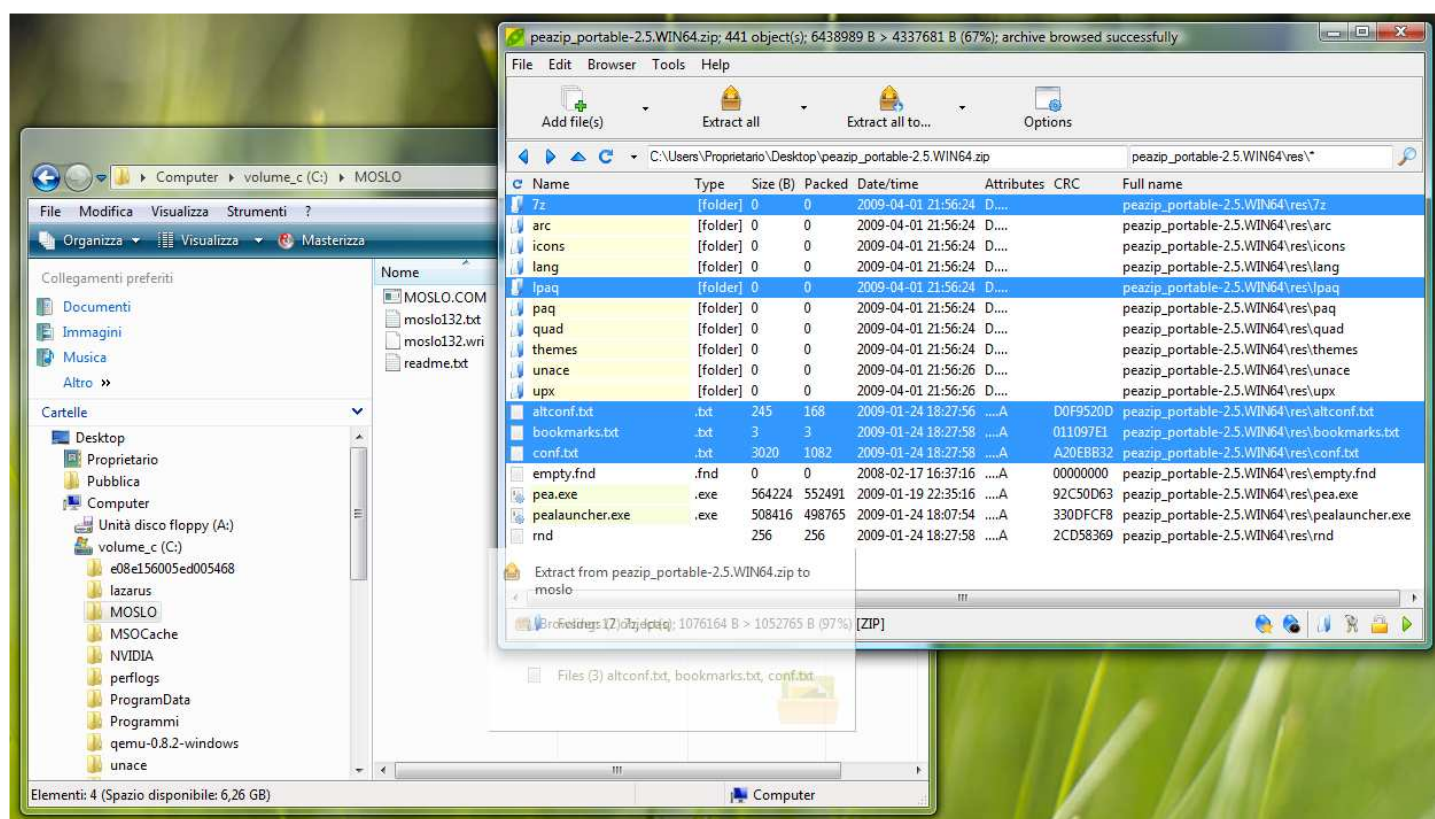 peazip_portable-2.5.WIN64.zip; 441 object(s); 6438989 B > 4337681 B (67%); archive browsed successfully
File Edit Browser Tools Help
Add file(s) Extract all Extract all to... Options
C:\Users\Proprietario\Desktop\peazip_portable-2.5.WIN64.zip peazip_portable-2.5.WIN64\res\*
Name Type Size (B) Packed Date/time Attributes CRC Full name
7z [folder] 0 0 2009-04-01 21:56:24 D.... peazip_portable-2.5.WIN64\res\7z
arc [folder] 0 0 2009-04-01 21:56:24 D.... peazip_portable-2.5.WIN64\res\arc
icons [folder] 0 0 2009-04-01 21:56:24 D.... peazip_portable-2.5.WIN64\res\icons
lang [folder] 0 0 2009-04-01 21:56:24 D.... peazip_portable-2.5.WIN64\res\lang
lpaq [folder] 0 0 2009-04-01 21:56:24 D.... peazip_portable-2.5.WIN64\res\lpaq
paq [folder] 0 0 2009-04-01 21:56:24 D.... peazip_portable-2.5.WIN64\res\paq
quad [folder] 0 0 2009-04-01 21:56:24 D.... peazip_portable-2.5.WIN64\res\quad
themes [folder] 0 0 2009-04-01 21:56:24 D.... peazip_portable-2.5.WIN64\res\themes
unace [folder] 0 0 2009-04-01 21:56:26 D.... peazip_portable-2.5.WIN64\res\unace
upx [folder] 0 0 2009-04-01 21:56:26 D.... peazip_portable-2.5.WIN64\res\upx
altconf.txt .txt 245 168 2009-01-24 18:27:56 ....A D0F9520D peazip_portable-2.5.WIN64\res\altconf.txt
bookmarks.txt .txt 3 3 2009-01-24 18:27:58 ....A 011097E1 peazip_portable-2.5.WIN64\res\bookmarks.txt
conf.txt .txt 3020 1082 2009-01-24 18:27:58 ....A A20EBB32 peazip_portable-2.5.WIN64\res\conf.txt
empty.fnd .fnd 0 0 2008-02-17 16:37:16 ....A 00000000 peazip_portable-2.5.WIN64\res\empty.fnd
pea.exe .exe 564224 552491 2009-01-19 22:35:16 ....A 92C50D63 peazip_portable-2.5.WIN64\res\pea.exe
pealauncher.exe .exe 508416 498765 2009-01-24 18:07:54 ....A 330DFCF8 peazip_portable-2.5.WIN64\res\pealauncher.exe
rnd 256 256 2009-01-24 18:27:58 ....A 2CD58369 peazip_portable-2.5.WIN64\res\rnd
Extract from peazip_portable-2.5.WIN64.zip to
moslo
Folders (2) 7z, lpaq
1076164 B > 1052765 B (97%) [ZIP]
Files (3) altconf.txt, bookmarks.txt, conf.txt
Computer volume_c (C:) MOSLO
File Modifica Visualizza Strumenti ?
Organizza Visualizza Masterizza
Collegamenti preferiti
Documenti
Immagini
Musica
Altro »
Cartelle
Desktop
Proprietario
Pubblica
Computer
Unità disco floppy (A:)
volume_c (C:)
e08e156005ed005468
lazarus
MOSLO
MSOCache
NVIDIA
perflogs
ProgramData
Programmi
qemu-0.8.2-windows
unace
Nome
MOSLO.COM
moslo132.txt
moslo132.wri
readme.txt
Elementi: 4 (Spazio disponibile: 6,26 GB) Computer